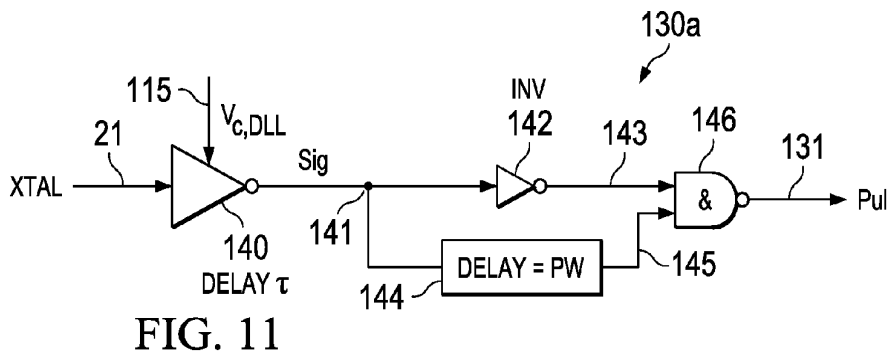 130a
115
V_c,DLL
INV
142
146
21
Sig
143
131
XTAL
&
Pul
140
141
DELAY τ
144
DELAY = PW
145
FIG. 11